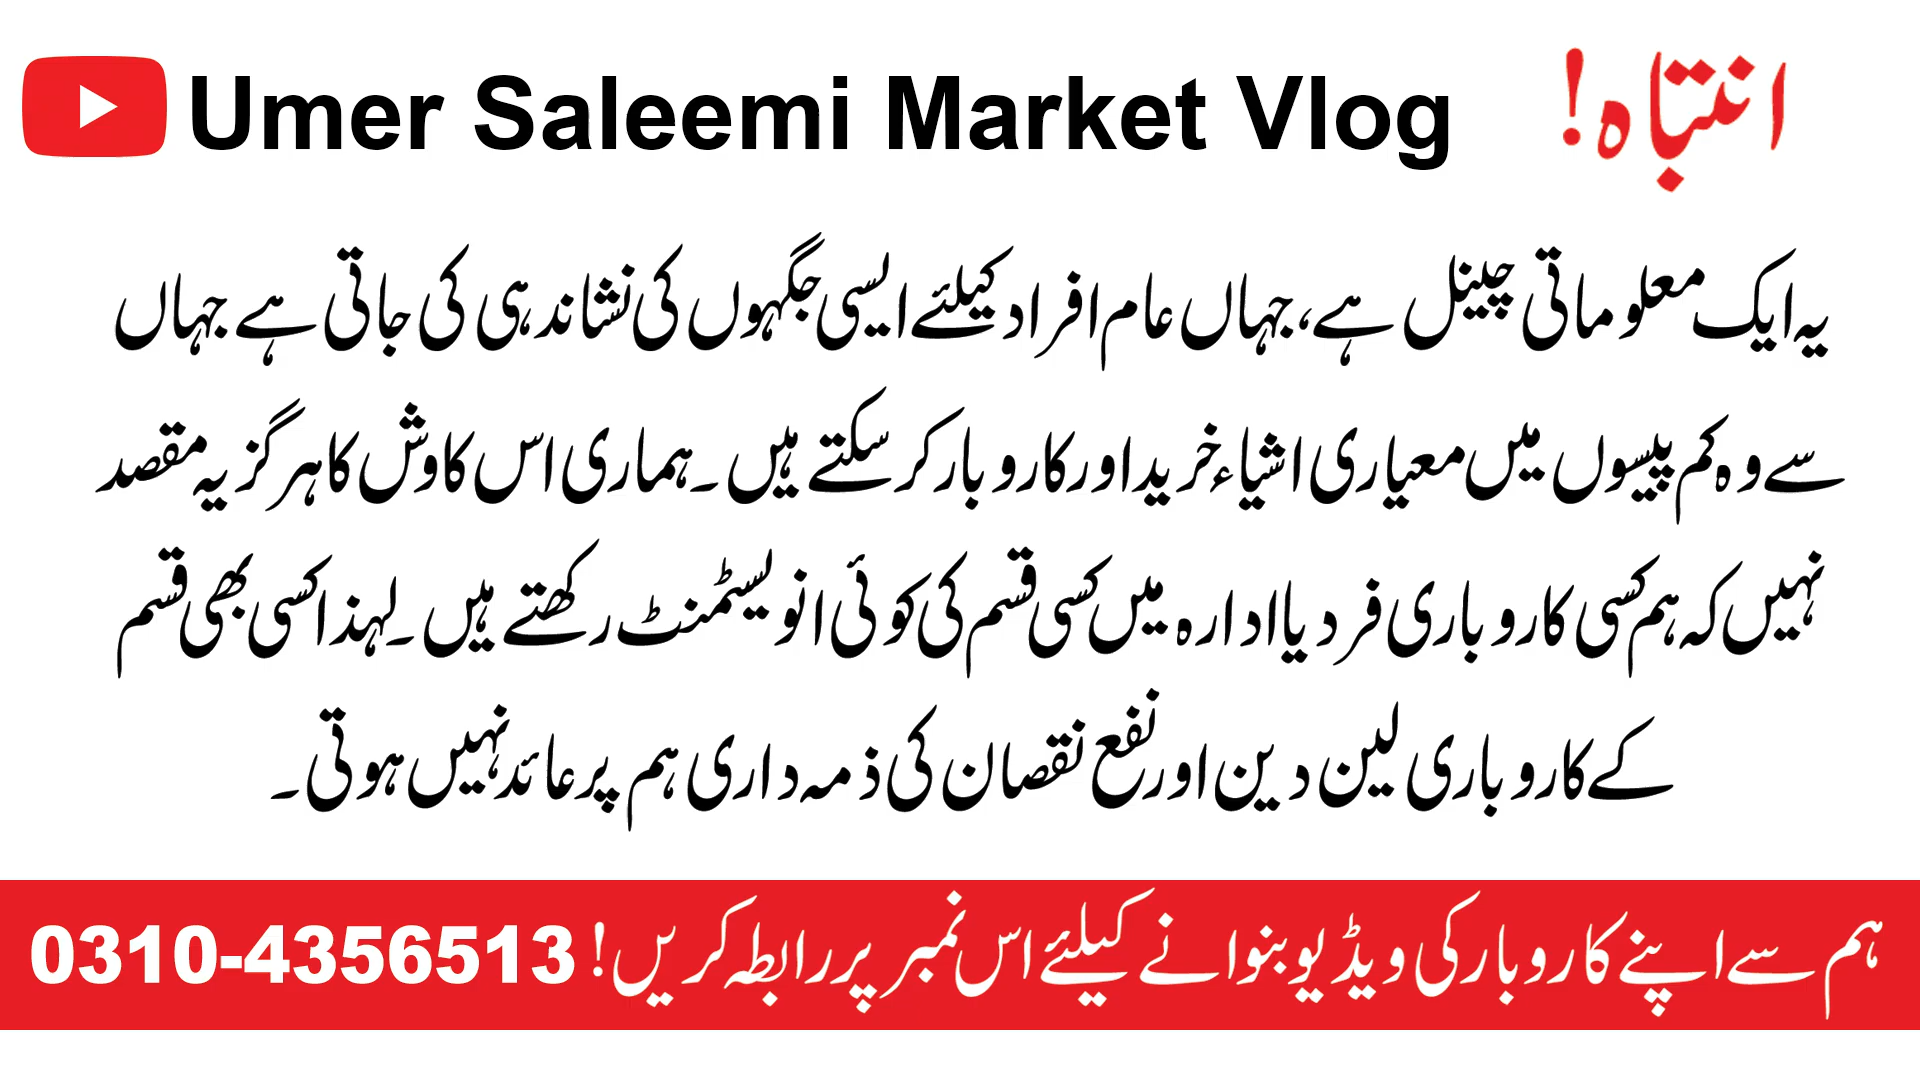 Umer Saleemi Market Vlog
انتباہ!
یہ ایک معلوماتی چینل ہے، جہاں عام افراد کیلئے ایسی جگہوں کی نشاندہی کی جاتی ہے جہاں
سے وہ کم پیسوں میں معیاری اشیاء خرید اور کاروبار کر سکتے ہیں۔ ہماری اس کاوش کا ہرگز یہ مقصد
نہیں کہ ہم کسی کاروباری فرد یا ادارہ میں کسی قسم کی کوئی انویسٹمنٹ رکھتے ہیں۔ لہذا کسی بھی قسم
کے کاروباری لین دین اور نفع نقصان کی ذمہ داری ہم پر عائد نہیں ہوتی۔
ہم سے اپنے کاروبار کی ویڈیو بنوانے کیلئے اس نمبر پر رابطہ کریں! 0310-4356513